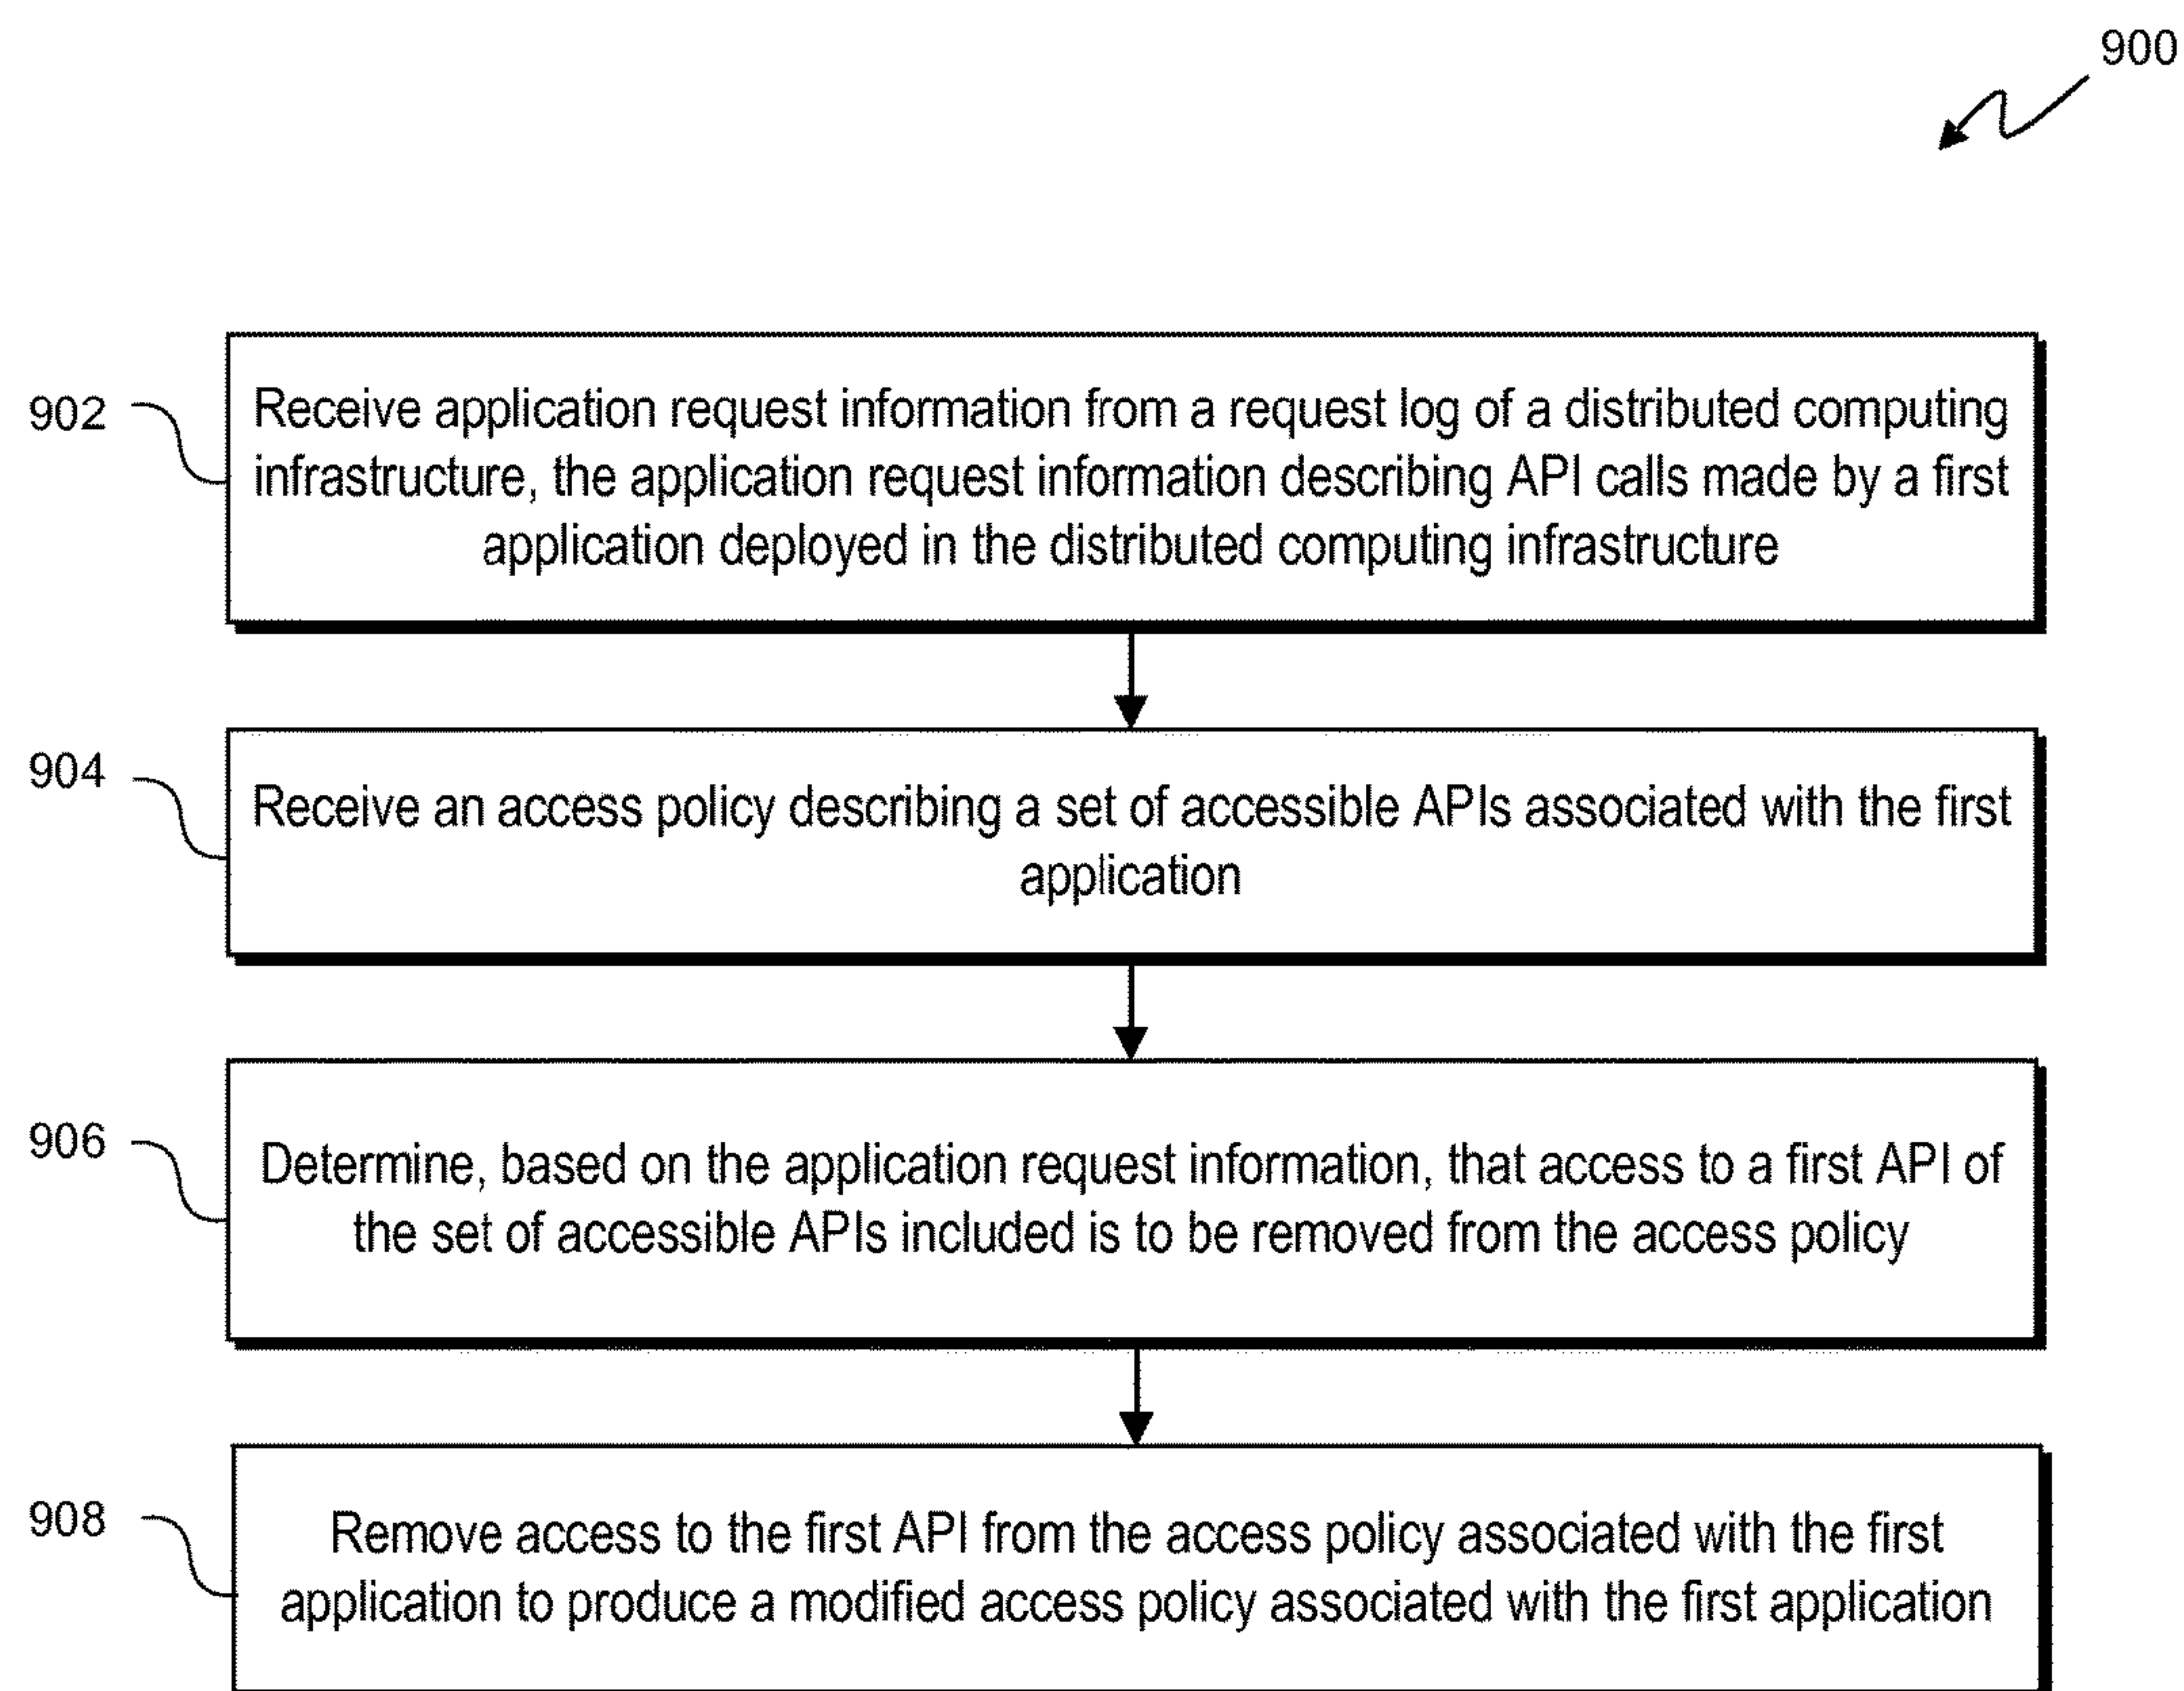 900
902
Receive application request information from a request log of a distributed computing
infrastructure, the application request information describing API calls made by a first
application deployed in the distributed computing infrastructure
904
Receive an access policy describing a set of accessible APIs associated with the first
application
906
Determine, based on the application request information, that access to a first API of
the set of accessible APIs included is to be removed from the access policy
908
Remove access to the first API from the access policy associated with the first
application to produce a modified access policy associated with the first application